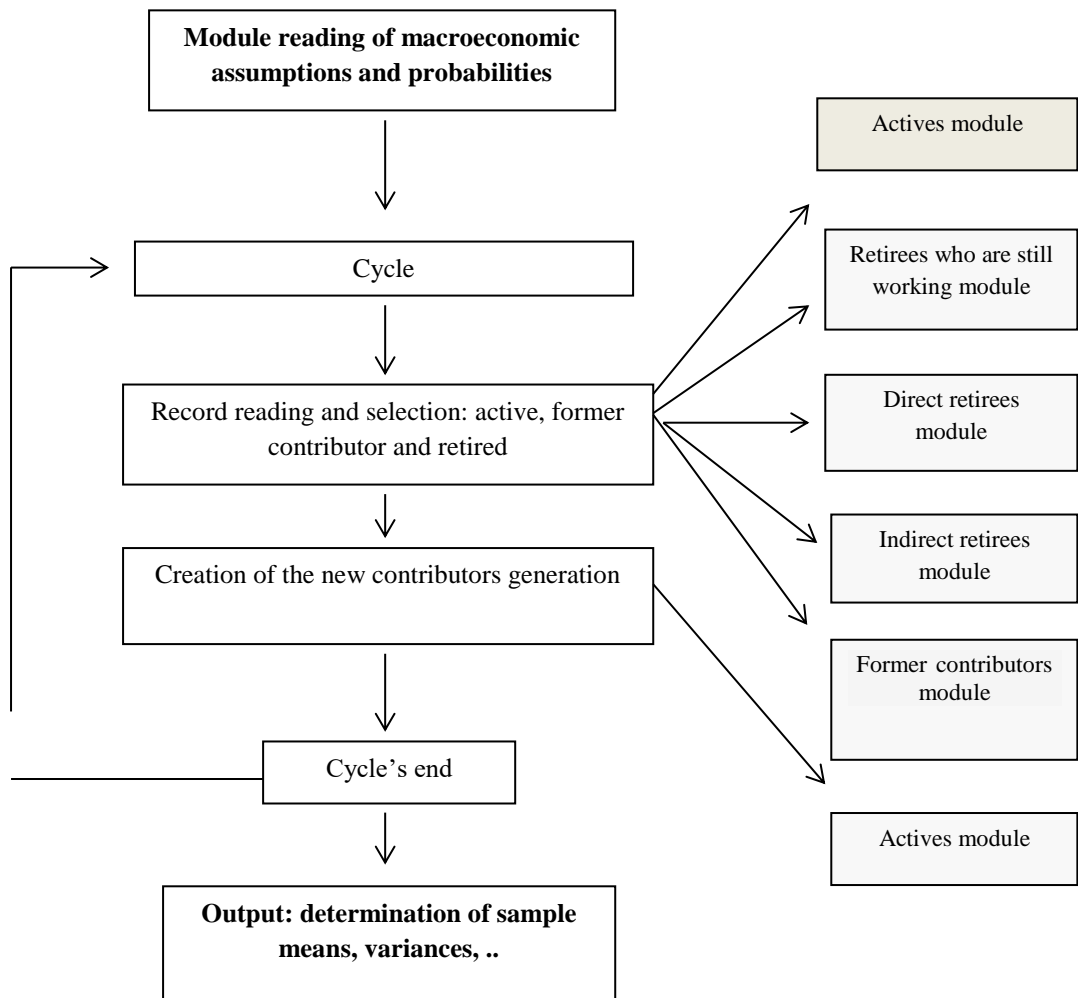 Module reading of macroeconomic
assumptions and probabilities
Actives module
Cycle
Retirees who are still
working module
Record reading and selection: active, former
contributor and retired
Direct retirees
module
Creation of the new contributors generation
Indirect retirees
module
Former contributors
module
Cycle’s end
Actives module
Output: determination of sample
means, variances, ..